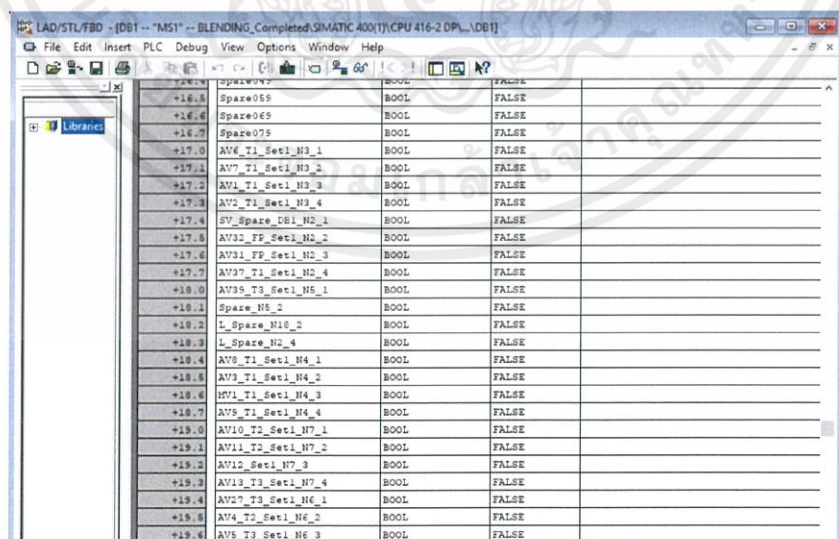 LAD/STL/FBD - [DB1 -- "MS1" -- BLENDING_Completed\SIMATIC 400(1)\CPU 416-2 DP\...\DB1]
File Edit Insert PLC Debug View Options Window Help
+16.4 Spare049 BOOL FALSE
+16.5 Spare059 BOOL FALSE
+16.6 Spare069 BOOL FALSE
+16.7 Spare079 BOOL FALSE
Libraries
+17.0 AV6_T1_Set1_N3_1 BOOL FALSE
+17.1 AV7_T1_Set1_N3_2 BOOL FALSE
+17.2 AV1_T1_Set1_N3_3 BOOL FALSE
+17.3 AV2_T1_Set1_N3_4 BOOL FALSE
+17.4 SV_Spare_DB1_N2_1 BOOL FALSE
+17.5 AV32_FP_Set1_N2_2 BOOL FALSE
+17.6 AV31_FP_Set1_N2_3 BOOL FALSE
+17.7 AV37_T1_Set1_N2_4 BOOL FALSE
+18.0 AV39_T3_Set1_N5_1 BOOL FALSE
+18.1 Spare_N5_2 BOOL FALSE
+18.2 L_Spare_N10_2 BOOL FALSE
+18.3 L_Spare_N2_4 BOOL FALSE
+18.4 AV8_T1_Set1_N4_1 BOOL FALSE
+18.5 AV3_T1_Set1_N4_2 BOOL FALSE
+18.6 MV1_T1_Set1_N4_3 BOOL FALSE
+18.7 AV9_T1_Set1_N4_4 BOOL FALSE
+19.0 AV10_T2_Set1_N7_1 BOOL FALSE
+19.1 AV11_T2_Set1_N7_2 BOOL FALSE
+19.2 AV12_Set1_N7_3 BOOL FALSE
+19.3 AV13_T3_Set1_N7_4 BOOL FALSE
+19.4 AV27_T3_Set1_N6_1 BOOL FALSE
+19.5 AV4_T2_Set1_N6_2 BOOL FALSE
+19.6 AV5_T3_Set1_N6_3 BOOL FALSE